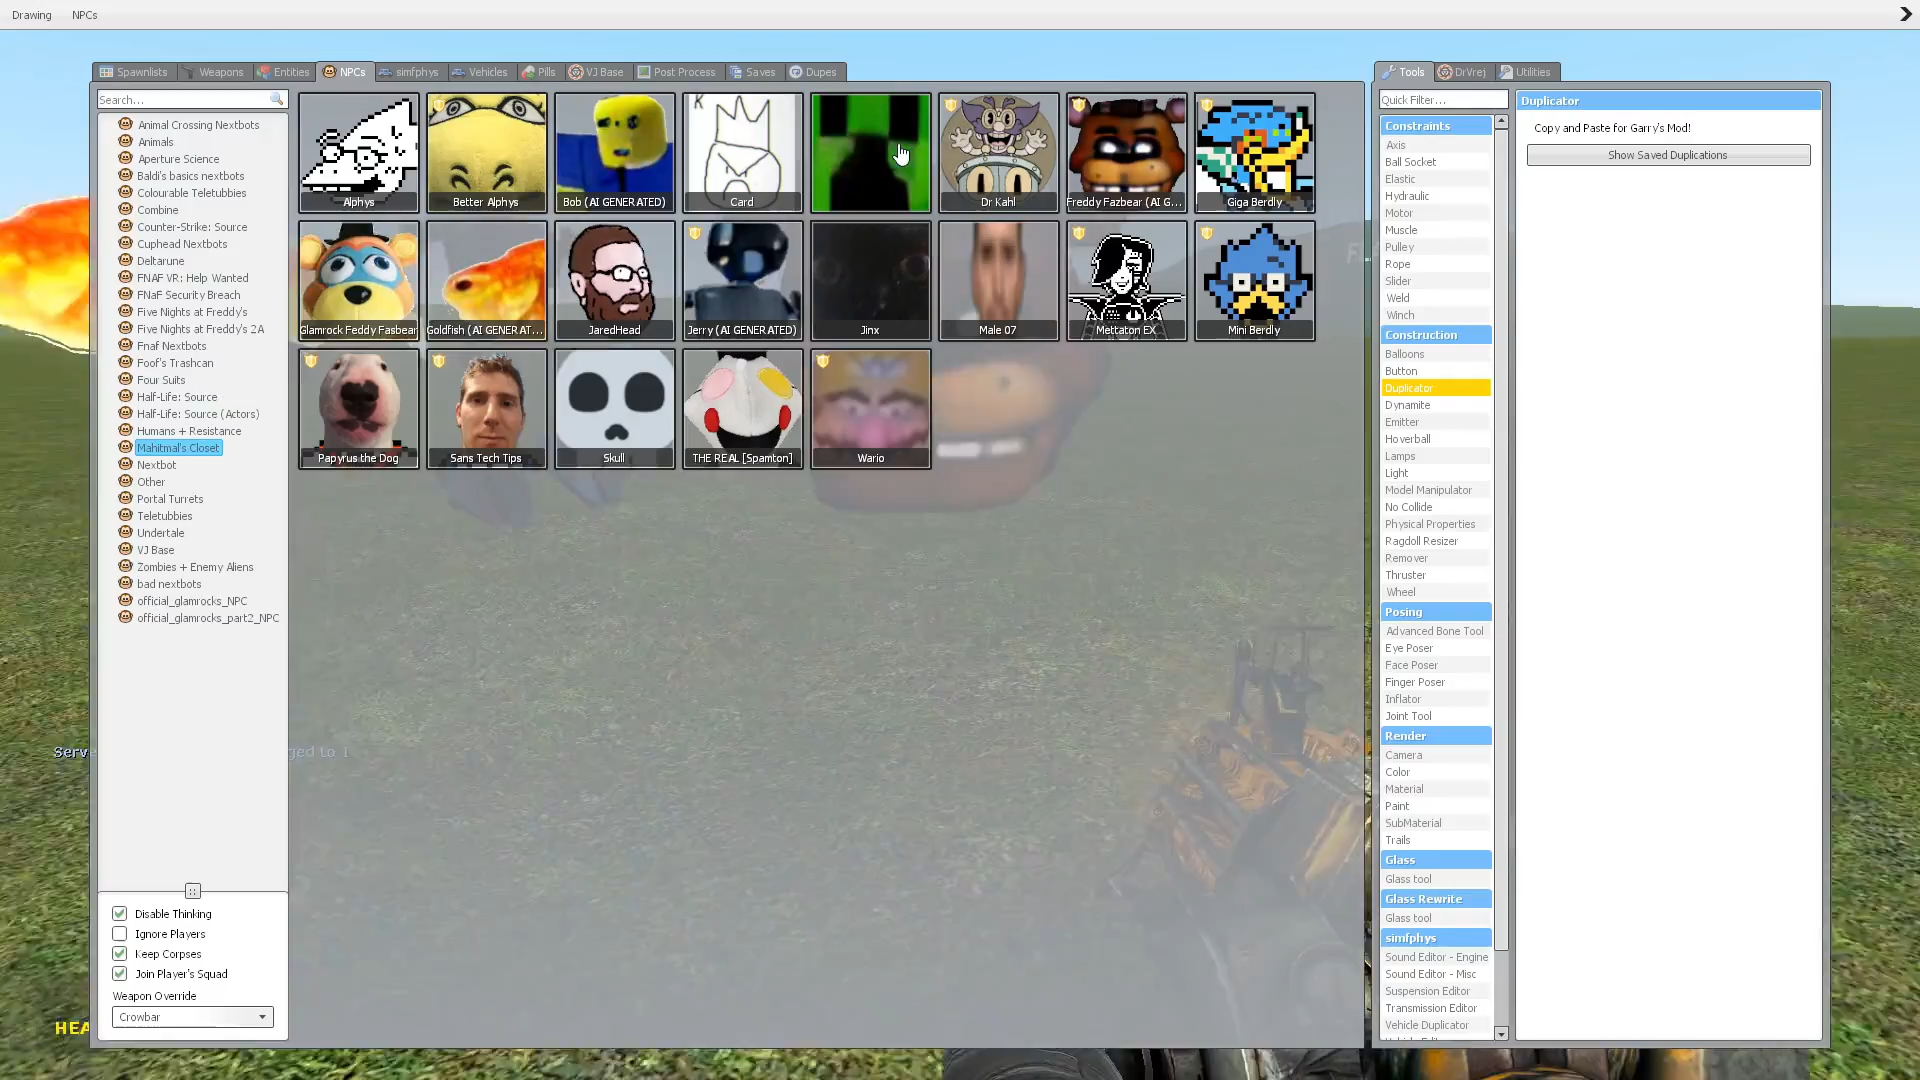 Drawing NPCs
Spawnlists Weapons Entities NPCs simfphys Vehicles Pills VJ Base Post Process Saves Dupes
Search...
Animal Crossing Nextbots
Animals
Aperture Science
Baldi's basics nextbots
Colourable Teletubbies
Combine
Counter-Strike: Source
Cuphead Nextbots
Deltarune
FNAF VR: Help Wanted
FNaF Security Breach
Five Nights at Freddy's
Five Nights at Freddy's 2A
Fnaf Nextbots
Foof's Trashcan
Four Suits
Half-Life: Source
Half-Life: Source (Actors)
Humans + Resistance
Mahitmal's Closet
Nextbot
Other
Portal Turrets
Teletubbies
Undertale
VJ Base
Zombies + Enemy Aliens
bad nextbots
official_glamrocks_NPC
official_glamrocks_part2_NPC
Disable Thinking
Ignore Players
Keep Corpses
Join Player's Squad
Weapon Override
Crowbar
K
Alphys Better Alphys Bob (AI GENERATED) Card Dr Kahl Freddy Fazbear (AI G... Giga Berdly
Glamrock Feddy Fasbear Goldfish (AI GENERAT... JaredHead Jerry (AI GENERATED) Jinx Male 07 Mettaton EX Mini Berdly
Papyrus the Dog Sans Tech Tips Skull THE REAL [Spamton] Wario
Tools DrVrej Utilities
Quick Filter...
Constraints
Axis
Ball Socket
Elastic
Hydraulic
Motor
Muscle
Pulley
Rope
Slider
Weld
Winch
Construction
Balloons
Button
Duplicator
Dynamite
Emitter
Hoverball
Lamps
Light
Model Manipulator
No Collide
Physical Properties
Ragdoll Resizer
Remover
Thruster
Wheel
Posing
Advanced Bone Tool
Eye Poser
Face Poser
Finger Poser
Inflator
Joint Tool
Render
Camera
Color
Material
Paint
SubMaterial
Trails
Glass
Glass tool
Glass Rewrite
Glass tool
simfphys
Sound Editor - Engine
Sound Editor - Misc
Suspension Editor
Transmission Editor
Vehicle Duplicator
Duplicator
Copy and Paste for Garry's Mod!
Show Saved Duplications
to 1